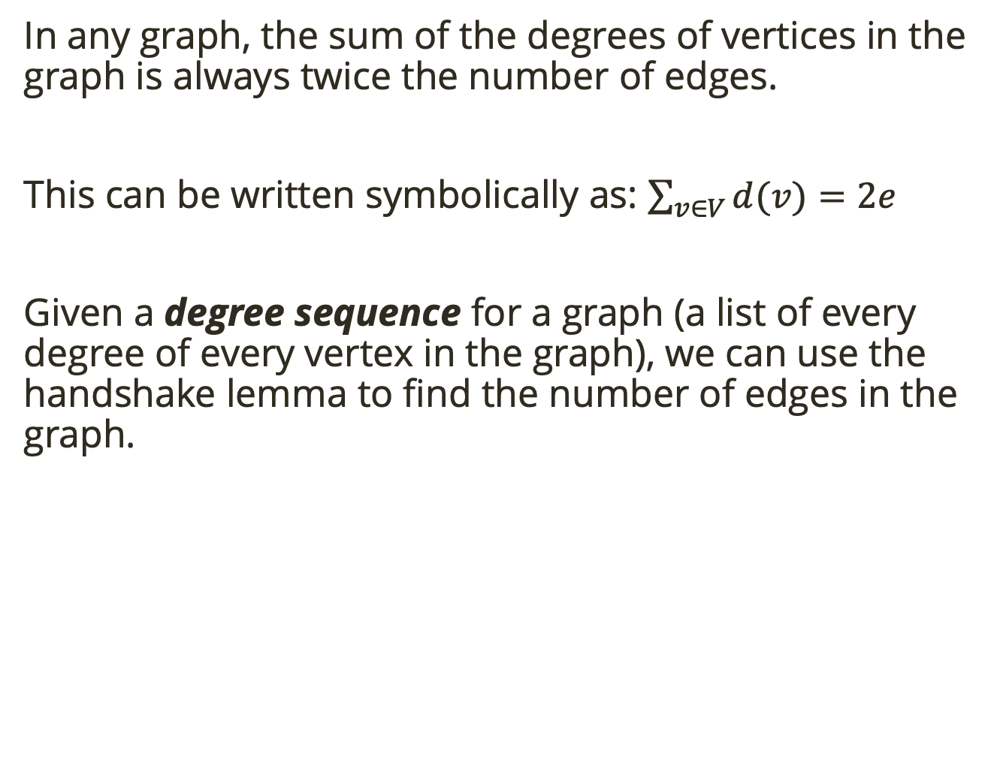 In any graph, the sum of the degrees of vertices in the
graph is always twice the number of edges.
This can be written symbolically as: ∑v∈V d(v) = 2e
Given a degree sequence for a graph (a list of every
degree of every vertex in the graph), we can use the
handshake lemma to find the number of edges in the
graph.